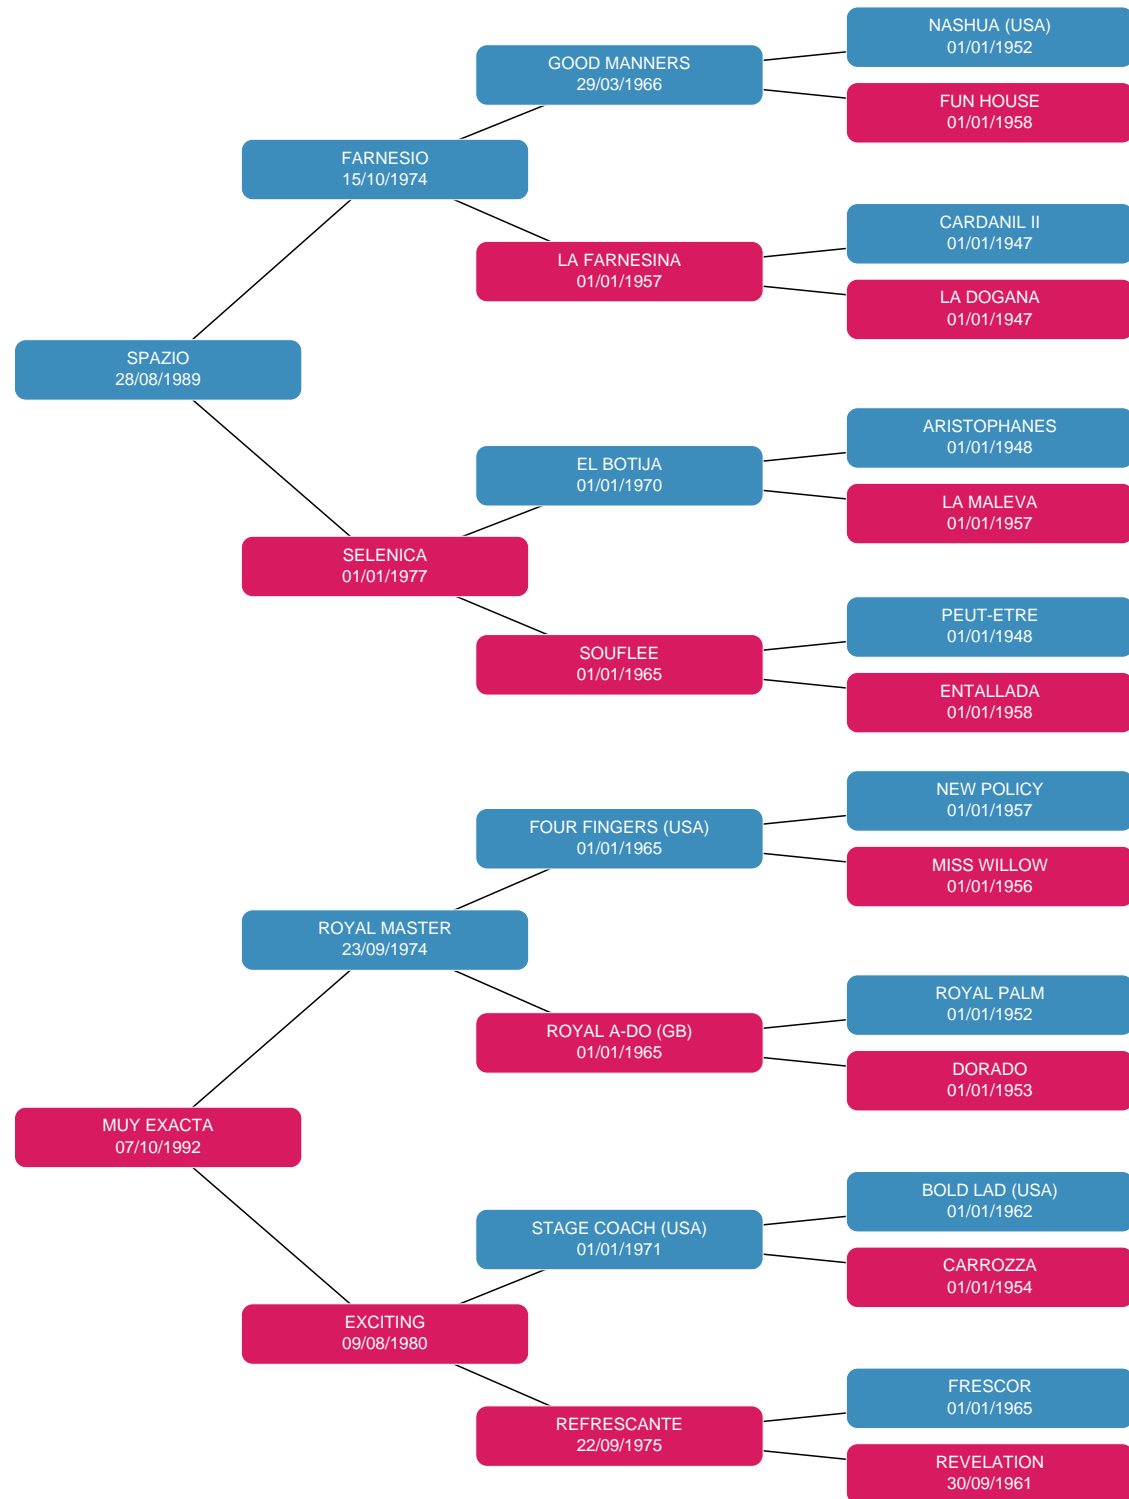 NASHUA (USA)
01/01/1952
GOOD MANNERS
29/03/1966
FUN HOUSE
01/01/1958
FARNESIO
15/10/1974
CARDANIL II
01/01/1947
LA FARNESINA
01/01/1957
LA DOGANA
01/01/1947
SPAZIO
28/08/1989
ARISTOPHANES
01/01/1948
EL BOTIJA
01/01/1970
LA MALEVA
01/01/1957
SELENICA
01/01/1977
PEUT-ETRE
01/01/1948
SOUFLEE
01/01/1965
ENTALLADA
01/01/1958
NEW POLICY
01/01/1957
FOUR FINGERS (USA)
01/01/1965
MISS WILLOW
01/01/1956
ROYAL MASTER
23/09/1974
ROYAL PALM
01/01/1952
ROYAL A-DO (GB)
01/01/1965
DORADO
01/01/1953
MUY EXACTA
07/10/1992
BOLD LAD (USA)
01/01/1962
STAGE COACH (USA)
01/01/1971
CARROZZA
01/01/1954
EXCITING
09/08/1980
FRESCOR
01/01/1965
REFRESCANTE
22/09/1975
REVELATION
30/09/1961